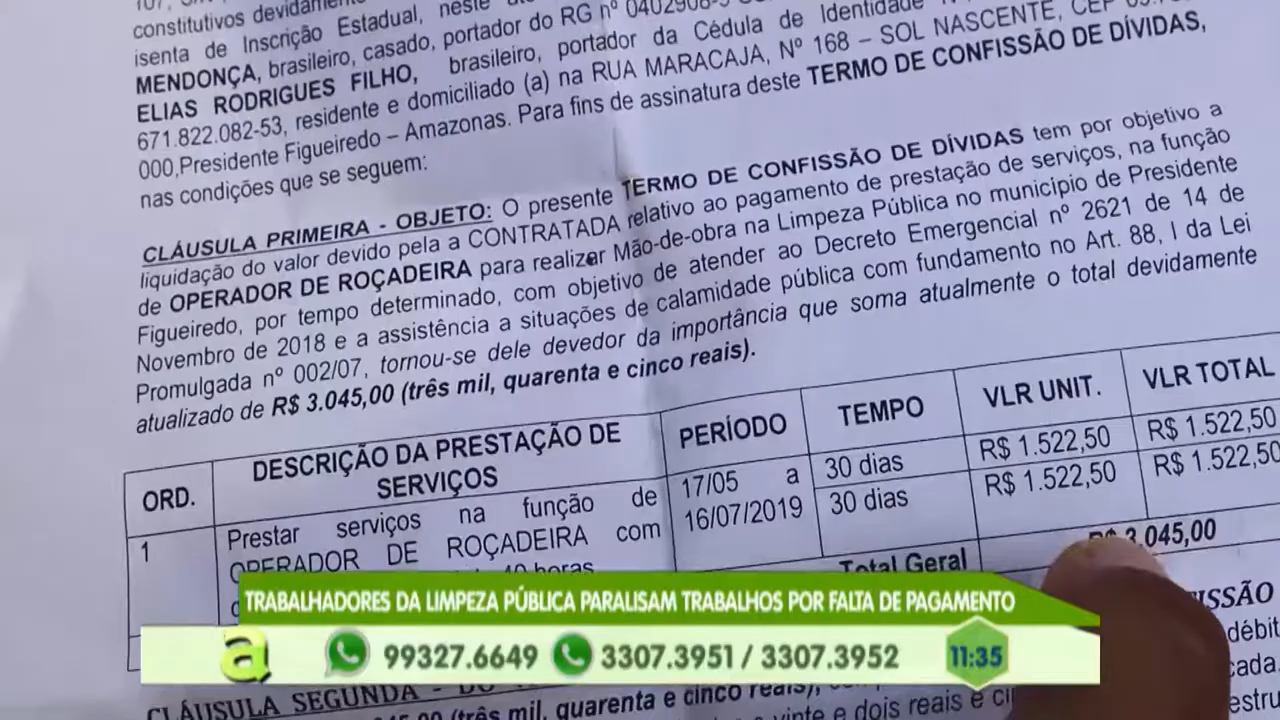 constitutivos
isenta de Inscrição Estadual, neste
MENDONÇA, brasileiro, casado, portador do RG nº
ELIAS RODRIGUES FILHO, brasileiro, portador da Cédula de Identidade
671.822.082-53, residente e domiciliado (a) na RUA MARACAJA, Nº 168 – SOL NASCENTE, CEP
000,Presidente Figueiredo – Amazonas. Para fins de assinatura deste TERMO DE CONFISSÃO DE DÍVIDAS,
nas condições que se seguem:
CLÁUSULA PRIMEIRA - OBJETO: O presente TERMO DE CONFISSÃO DE DÍVIDAS tem por objetivo a
liquidação do valor devido pela a CONTRATADA relativo ao pagamento de prestação de serviços, na função
de OPERADOR DE ROÇADEIRA para realizar Mão-de-obra na Limpeza Pública no município de Presidente
Figueiredo, por tempo determinado, com objetivo de atender ao Decreto Emergencial nº 2621 de 14 de
Novembro de 2018 e a assistência a situações de calamidade pública com fundamento no Art. 88, I da Lei
Promulgada nº 002/07, tornou-se dele devedor da importância que soma atualmente o total devidamente
atualizado de R$ 3.045,00 (três mil, quarenta e cinco reais).
ORD. DESCRIÇÃO DA PRESTAÇÃO DE SERVIÇOS PERÍODO TEMPO VLR UNIT. VLR TOTAL
1 Prestar serviços na função de 17/05 a 30 dias R$ 1.522,50 R$ 1.522,50
OPERADOR DE ROÇADEIRA com 16/07/2019 30 dias R$ 1.522,50 R$ 1.522,50
40 horas
Total Geral R$ 3.045,00
TRABALHADORES DA LIMPEZA PÚBLICA PARALISAM TRABALHOS POR FALTA DE PAGAMENTO
a 99327.6649 3307.3951 / 3307.3952 11:35
CLÁUSULA SEGUNDA -
(três mil, quarenta e cinco reais),
vinte e dois reais e